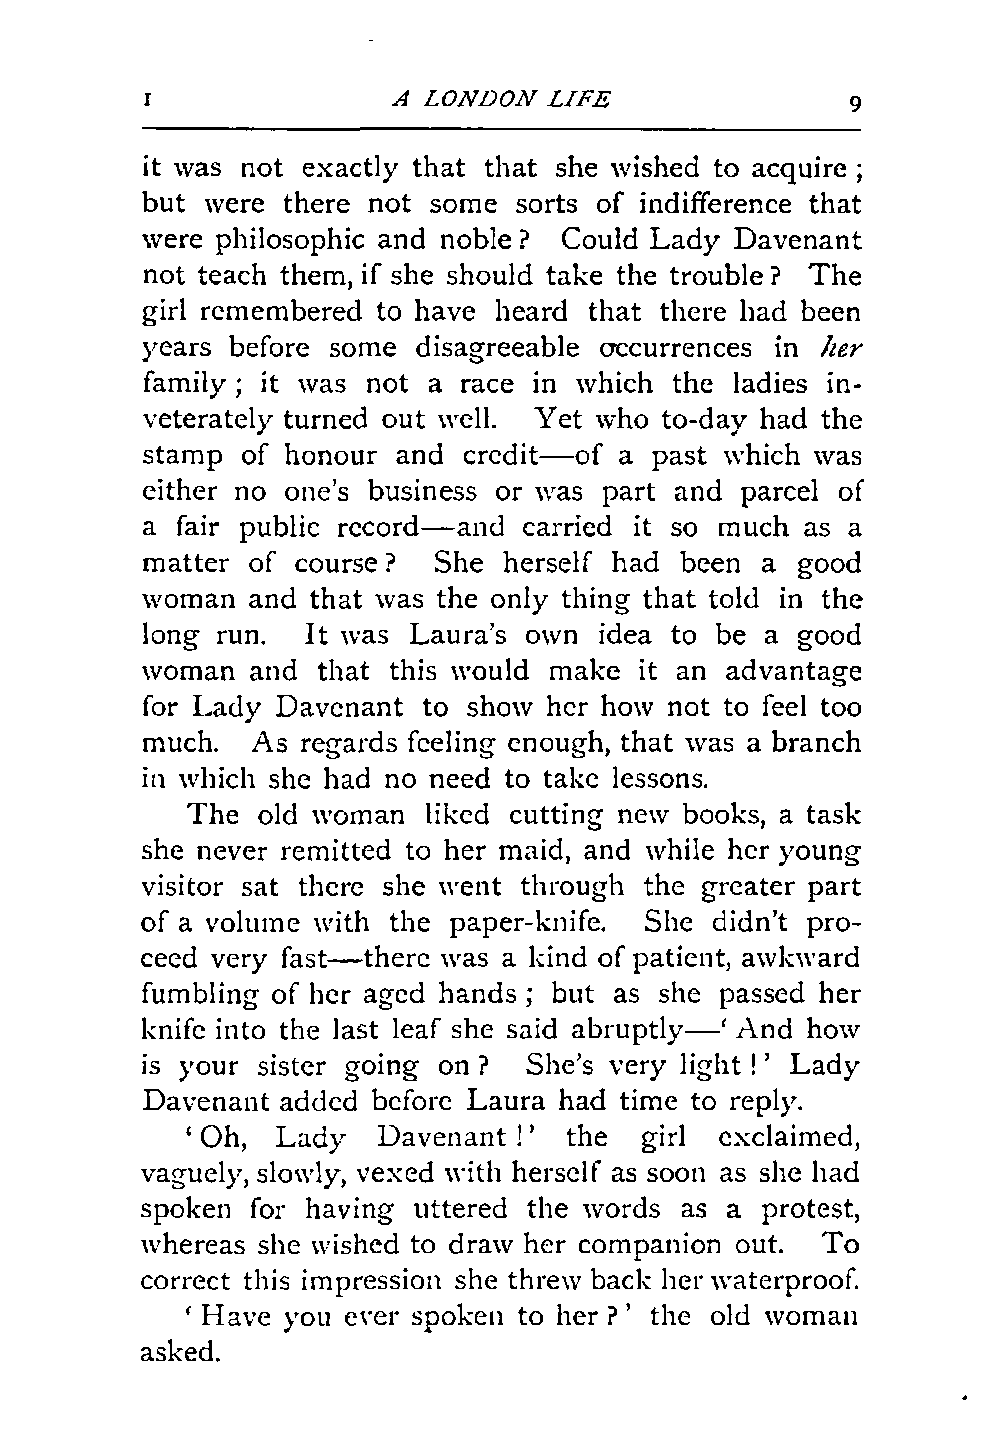 I A LONDON LIFE 9
it was not exactly that that she wished to acquire ;
but were there not some sorts of indifference that
were philosophic and noble ? Could Lady Davenant
not teach them, if she should take the trouble ? The
girl remembered to have heard that there had been
years before some disagreeable occurrences in her
family ; it was not a race in which the ladies in-
veterately turned out well. Yet who to-day had the
stamp of honour and credit—of a past which was
either no one's business or was part and parcel of
a fair public record—and carried it so much as a
matter of course ? She herself had been a good
woman and that was the only thing that told in the
long run. It was Laura's own idea to be a good
woman and that this would make it an advantage
for Lady Davenant to show her how not to feel too
much. As regards feeling enough, that was a branch
in which she had no need to take lessons.
The old woman liked cutting new books, a task
she never remitted to her maid, and while her young
visitor sat there she went through the greater part
of a volume with the paper-knife. She didn't pro-
ceed very fast—there was a kind of patient, awkward
fumbling of her aged hands ; but as she passed her
knife into the last leaf she said abruptly—‘ And how
is your sister going on ? She's very light ! ’ Lady
Davenant added before Laura had time to reply.
‘ Oh, Lady Davenant ! ’ the girl exclaimed,
vaguely, slowly, vexed with herself as soon as she had
spoken for having uttered the words as a protest,
whereas she wished to draw her companion out. To
correct this impression she threw back her waterproof.
‘ Have you ever spoken to her ? ’ the old woman
asked.